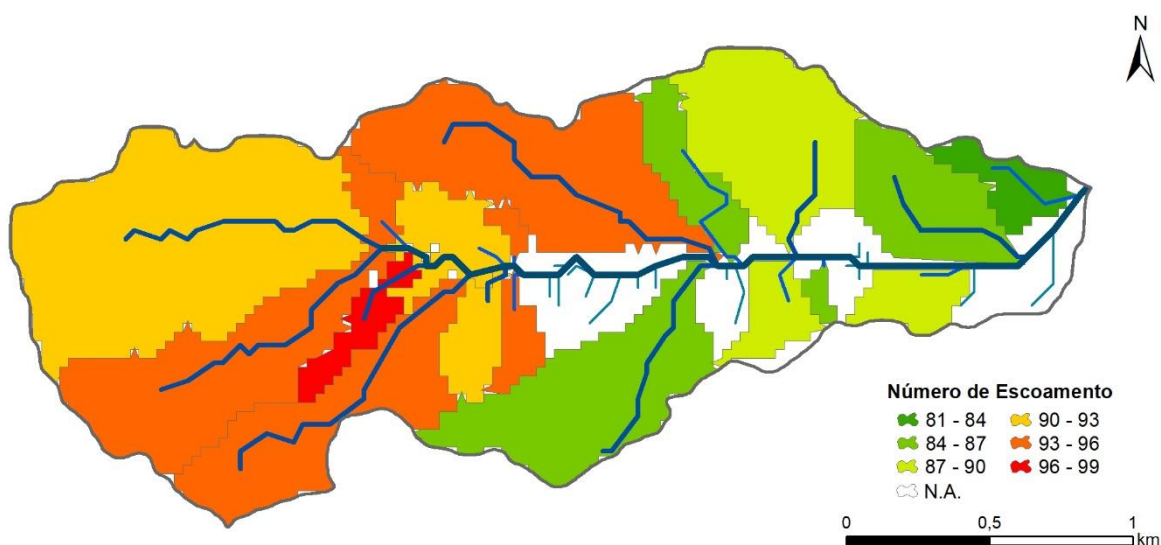 N
Número de Escoamento
81 - 84 90 - 93
84 - 87 93 - 96
87 - 90 96 - 99
N.A.
0 0,5 1
km